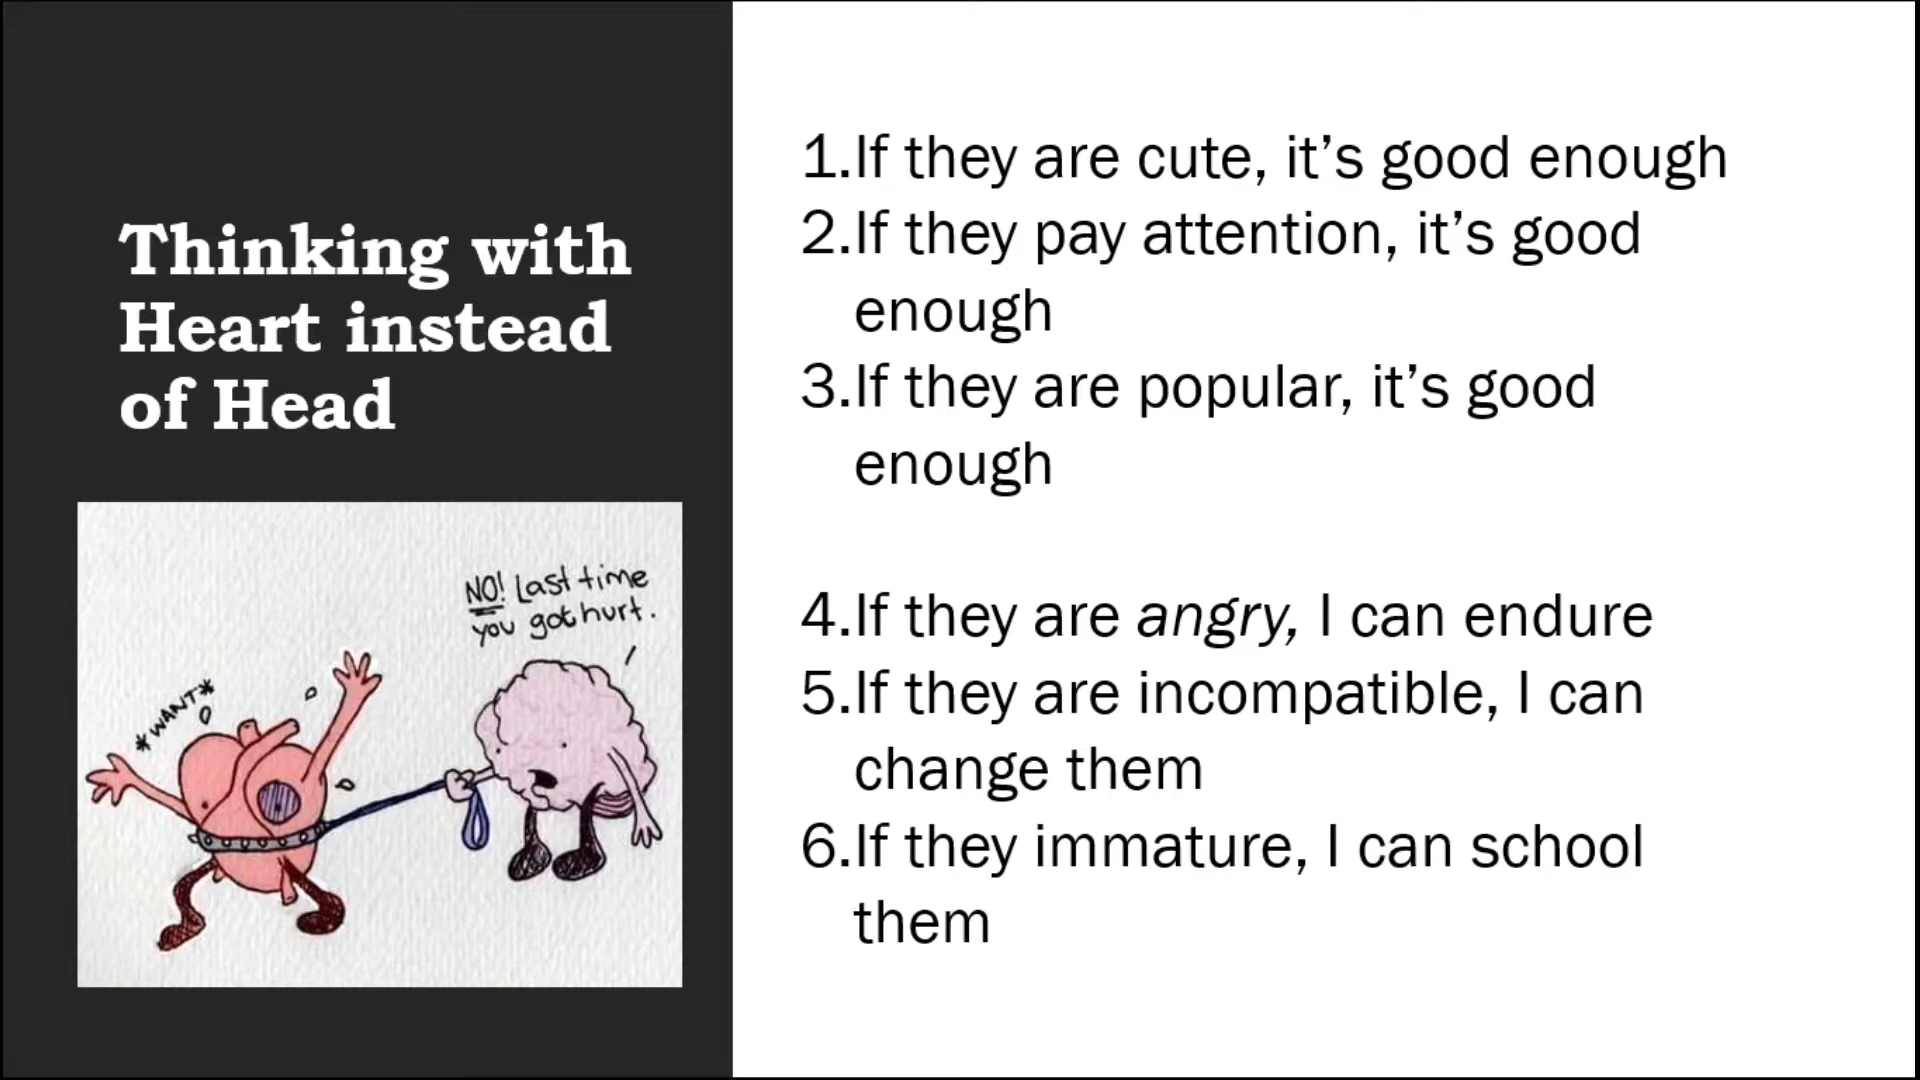 Thinking with
Heart instead
of Head
NO! Last time
you got hurt.
*WANT*
1.If they are cute, it’s good enough
2.If they pay attention, it’s good
enough
3.If they are popular, it’s good
enough
4.If they are angry, I can endure
5.If they are incompatible, I can
change them
6.If they immature, I can school
them